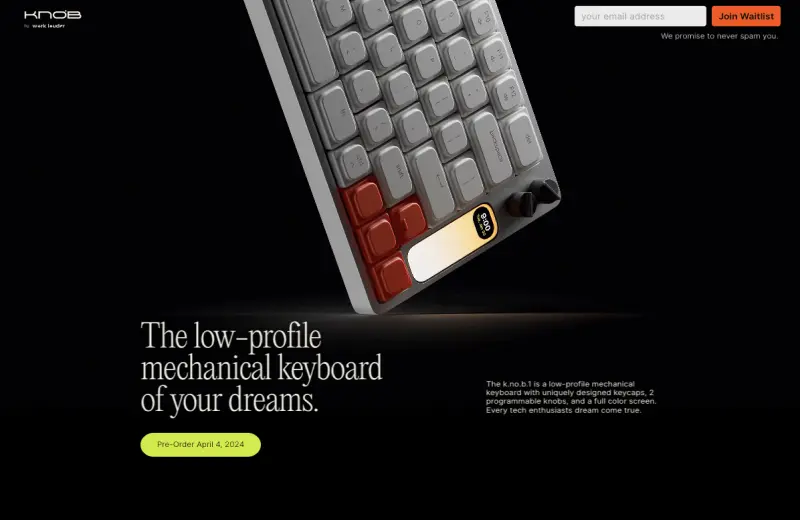 knob
by work louder
your email address
Join Waitlist
We promise to never spam you.
backspace
del
9:00
The low-profile
mechanical keyboard
of your dreams.
The k.no.b.1 is a low-profile mechanical
keyboard with uniquely designed keycaps, 2
programmable knobs, and a full color screen.
Every tech enthusiasts dream come true.
Pre-Order April 4, 2024